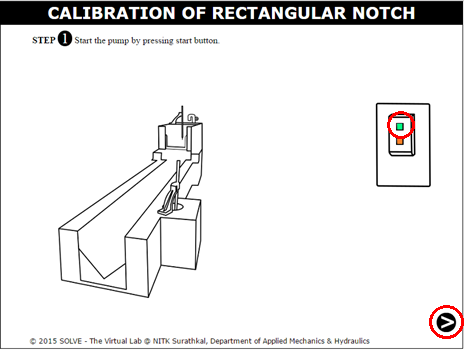 CALIBRATION OF RECTANGULAR NOTCH
STEP 1 Start the pump by pressing start button.
© 2015 SOLVE - The Virtual Lab @ NITK Surathkal, Department of Applied Mechanics & Hydraulics